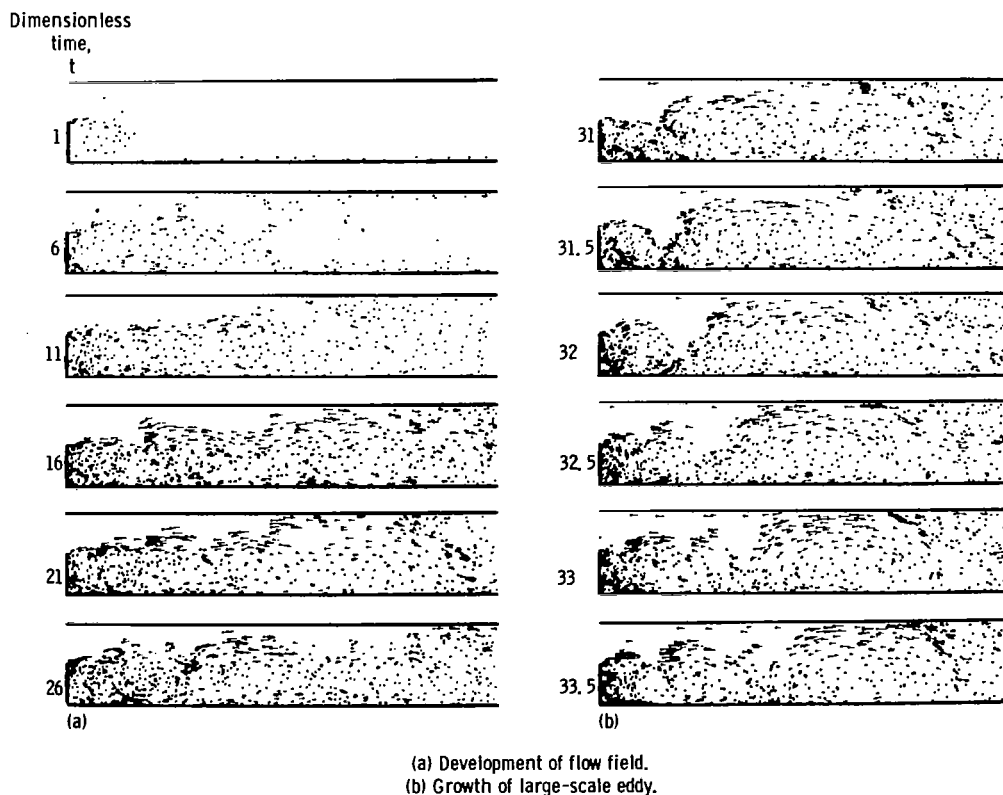 Dimensionless
time,
t
1
6
11
16
21
26
(a)
31
31.5
32
32.5
33
33.5
(b)
(a) Development of flow field.
(b) Growth of large-scale eddy.